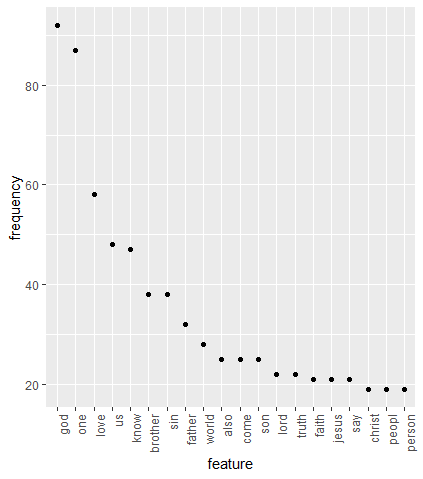 frequency
80
60
40
20
god
one
love
us
know
brother
sin
father
world
also
come
son
lord
truth
faith
jesus
say
christ
peopl
person
feature